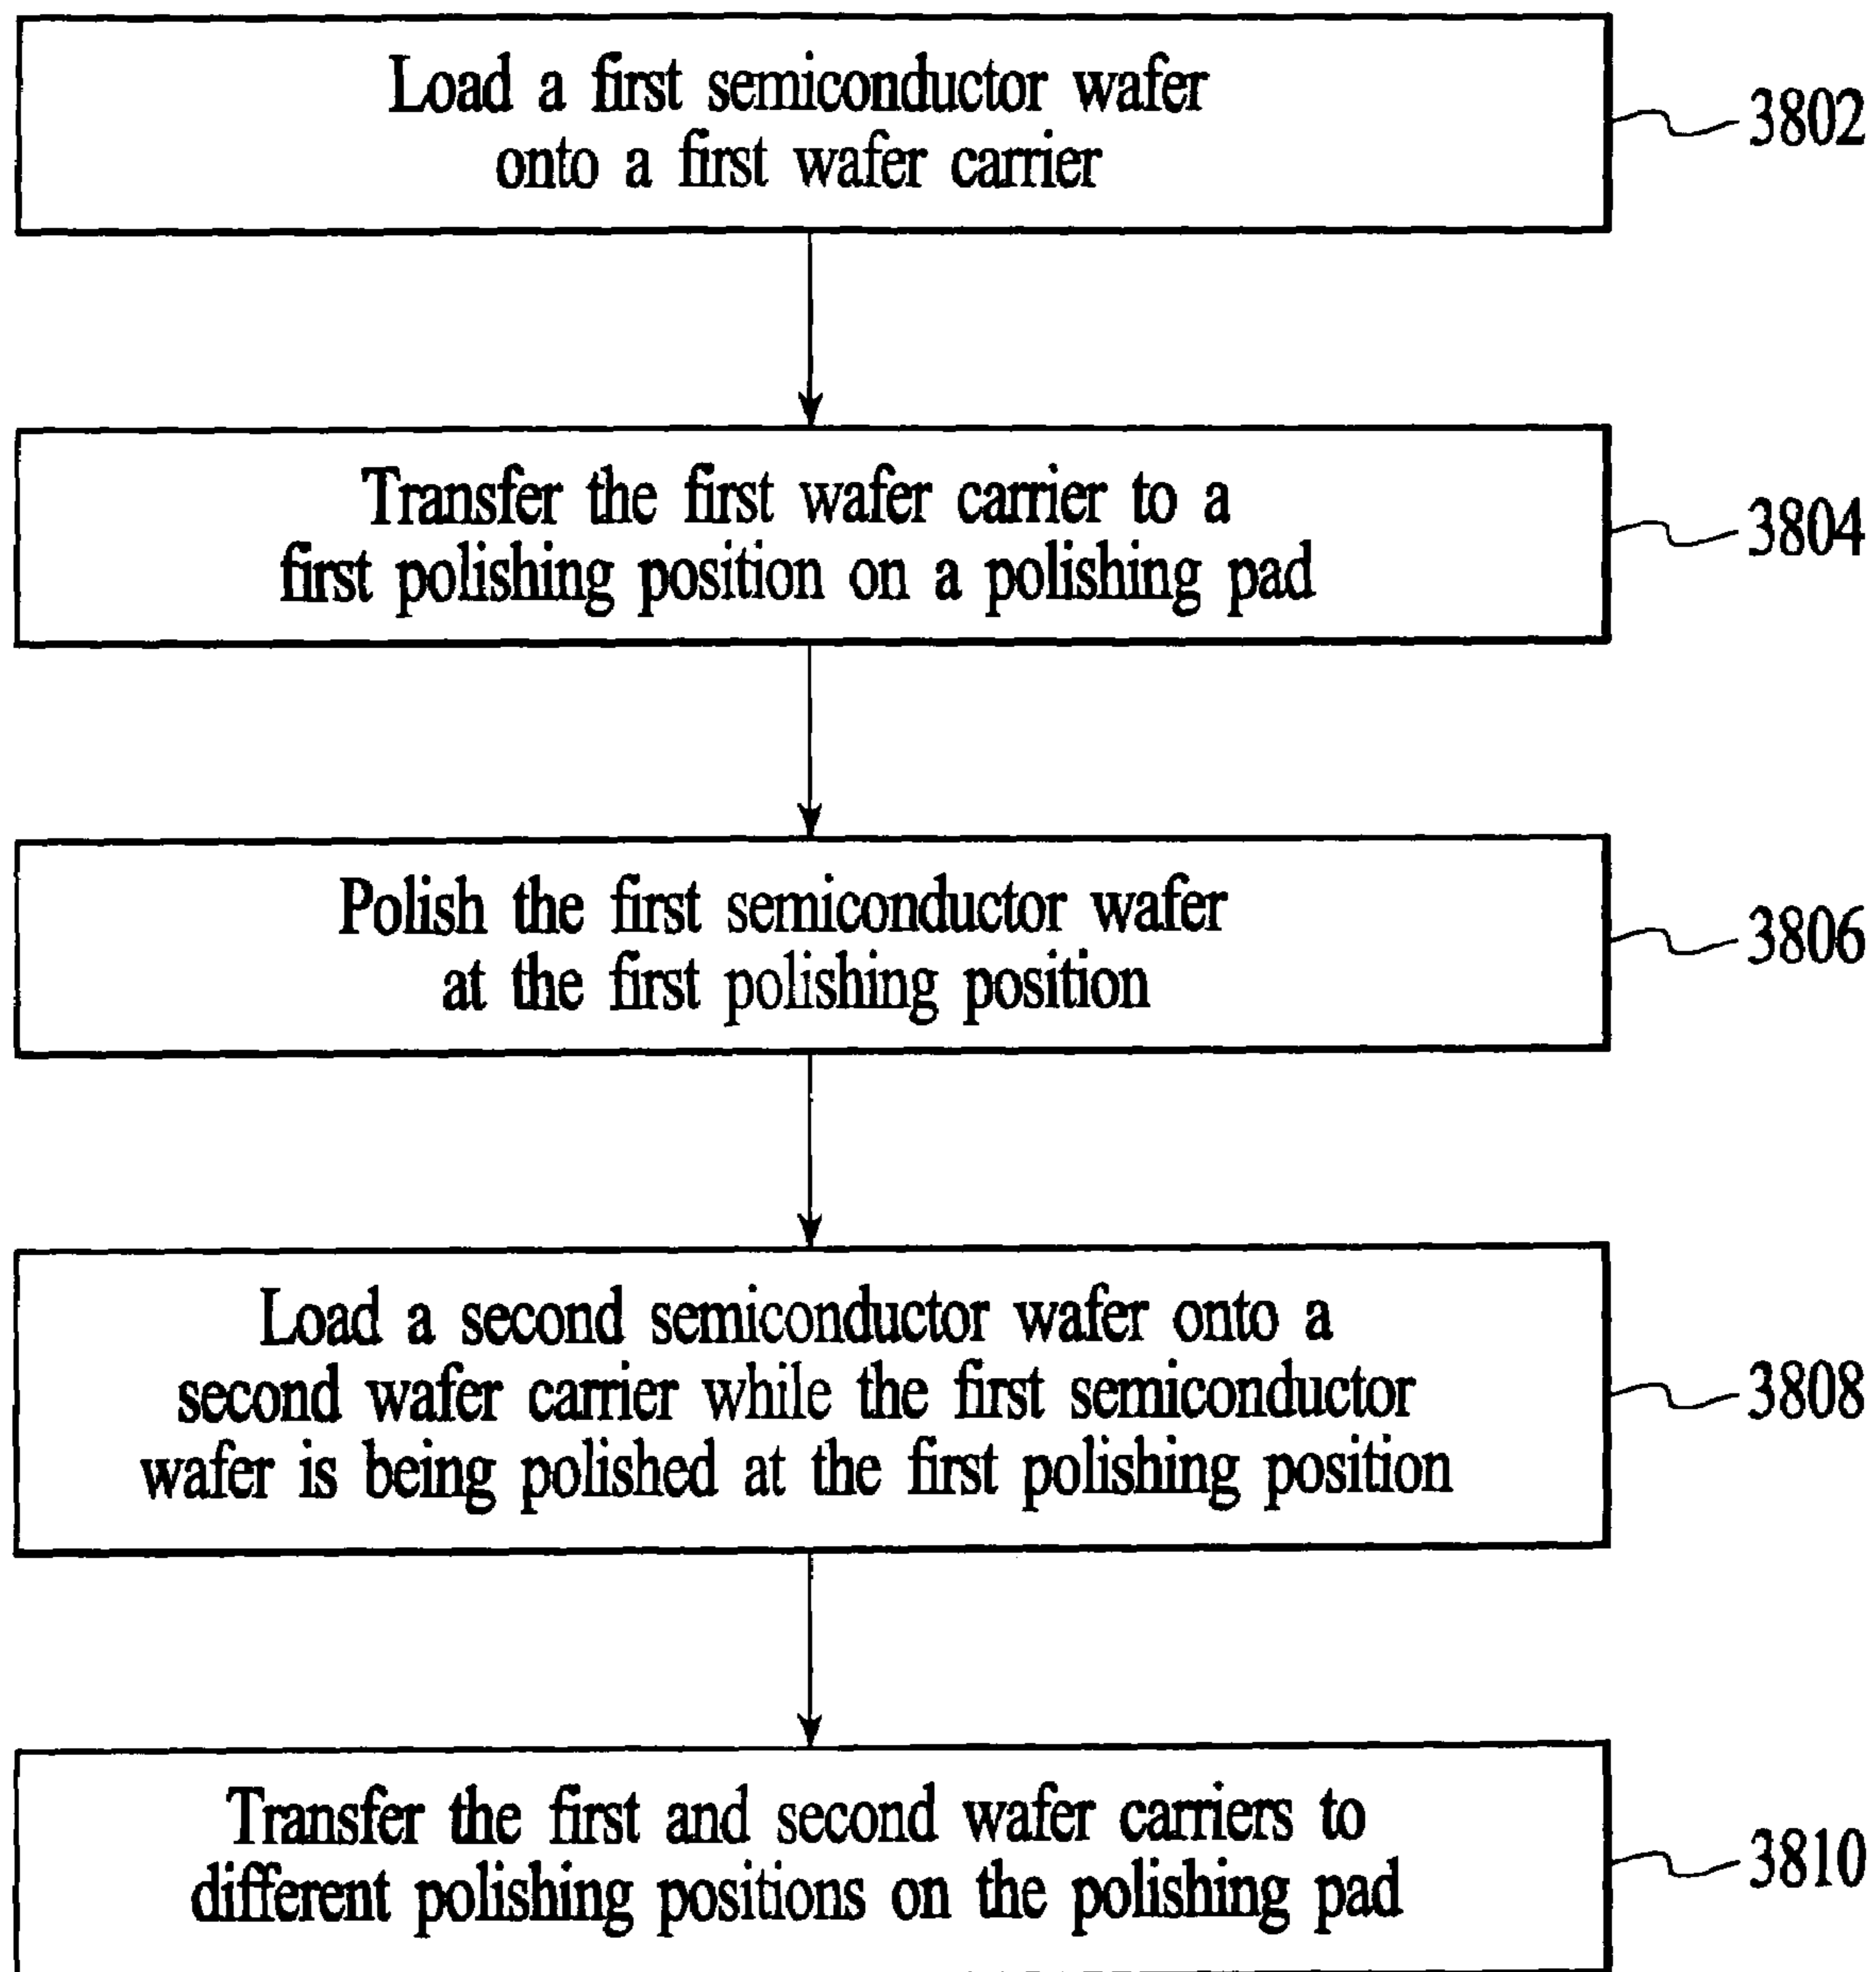 Load a first semiconductor wafer
onto a first wafer carrier
3802
Transfer the first wafer carrier to a
first polishing position on a polishing pad
3804
Polish the first semiconductor wafer
at the first polishing position
3806
Load a second semiconductor wafer onto a
second wafer carrier while the first semiconductor
wafer is being polished at the first polishing position
3808
Transfer the first and second wafer carriers to
different polishing positions on the polishing pad
3810